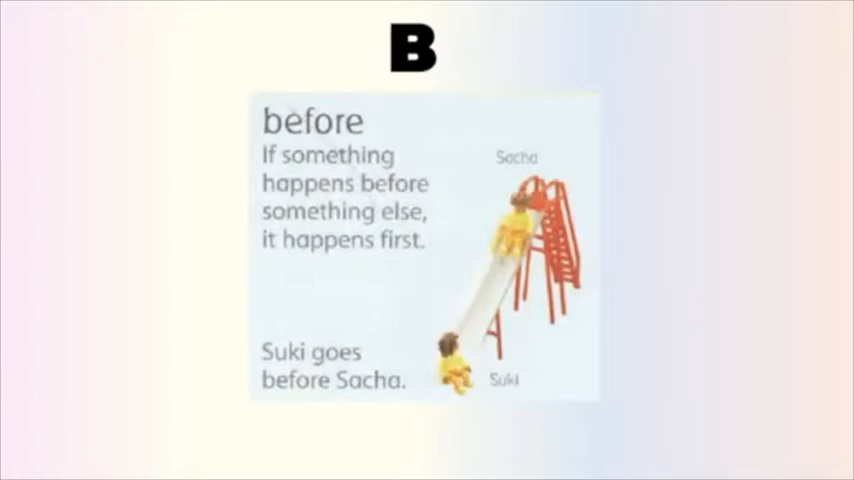 B
before
If something
happens before
something else,
it happens first.
Sacha
Suki goes
before Sacha.
Suki